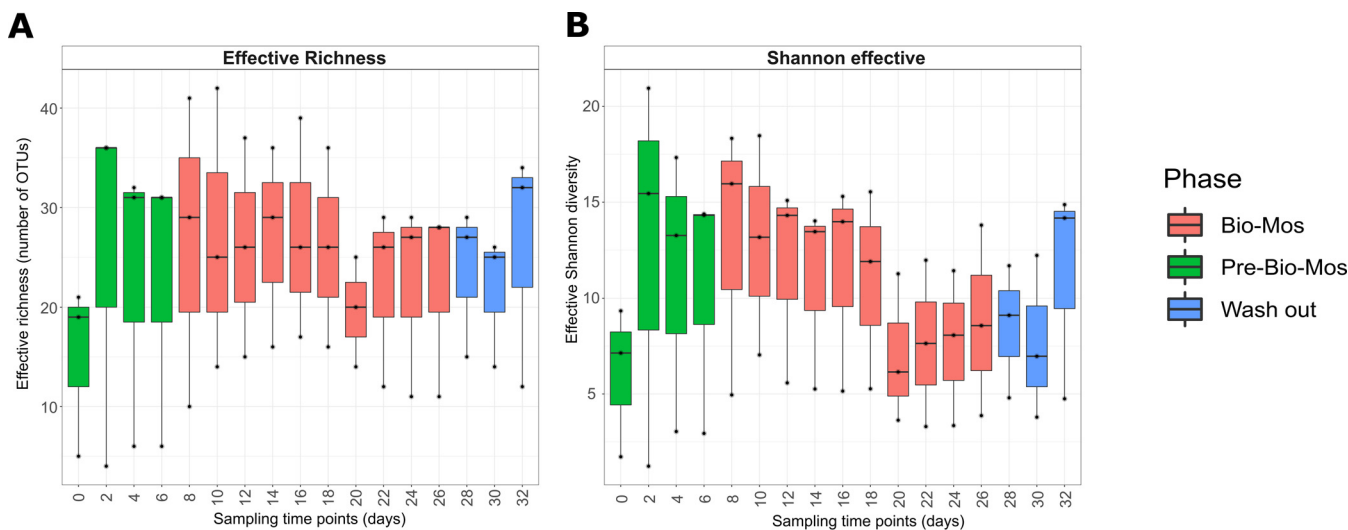 A
Effective Richness
Effective richness (number of OTUs)
40
30
20
10
0 2 4 6 8 10 12 14 16 18 20 22 24 26 28 30 32
Sampling time points (days)
B
Shannon effective
Effective Shannon diversity
20
15
10
5
0 2 4 6 8 10 12 14 16 18 20 22 24 26 28 30 32
Sampling time points (days)
Phase
Bio-Mos
Pre-Bio-Mos
Wash out